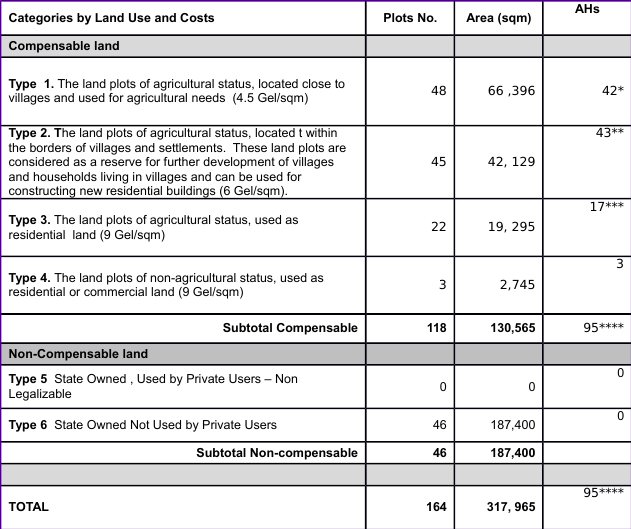 Categories by Land Use and Costs Plots No. Area (sqm) AHs
Compensable land
Type 1. The land plots of agricultural status, located close to
villages and used for agricultural needs (4.5 Gel/sqm) 48 66 ,396 42*
Type 2. The land plots of agricultural status, located t within
the borders of villages and settlements. These land plots are
considered as a reserve for further development of villages
and households living in villages and can be used for
constructing new residential buildings (6 Gel/sqm). 45 42, 129 43**
Type 3. The land plots of agricultural status, used as
residential land (9 Gel/sqm) 22 19, 295 17***
Type 4. The land plots of non-agricultural status, used as
residential or commercial land (9 Gel/sqm) 3 2,745 3
Subtotal Compensable 118 130,565 95****
Non-Compensable land
Type 5 State Owned , Used by Private Users – Non
Legalizable 0 0 0
Type 6 State Owned Not Used by Private Users 46 187,400 0
Subtotal Non-compensable 46 187,400
TOTAL 164 317, 965 95****